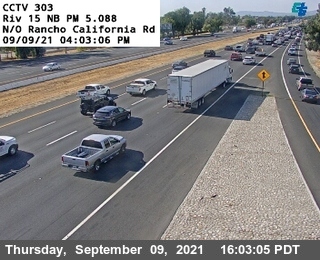 CCTV 303
Riv 15 NB PM 5.088
N/O Rancho California Rd
09/09/21 04:03:06 PM
Thursday, September 09, 2021 16:03:05 PDT